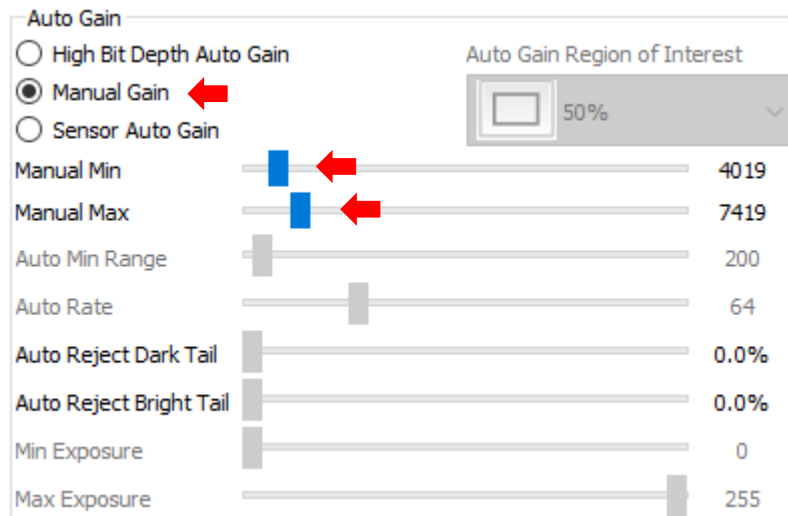 Auto Gain
High Bit Depth Auto Gain
Auto Gain Region of Interest
Manual Gain
50%
Sensor Auto Gain
Manual Min 4019
Manual Max 7419
Auto Min Range 200
Auto Rate 64
Auto Reject Dark Tail 0.0%
Auto Reject Bright Tail 0.0%
Min Exposure 0
Max Exposure 255